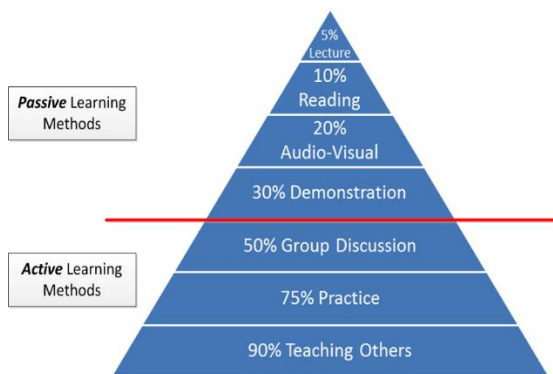 5%
Lecture
10%
Reading
Passive Learning
Methods
20%
Audio-Visual
30% Demonstration
50% Group Discussion
Active Learning
Methods
75% Practice
90% Teaching Others